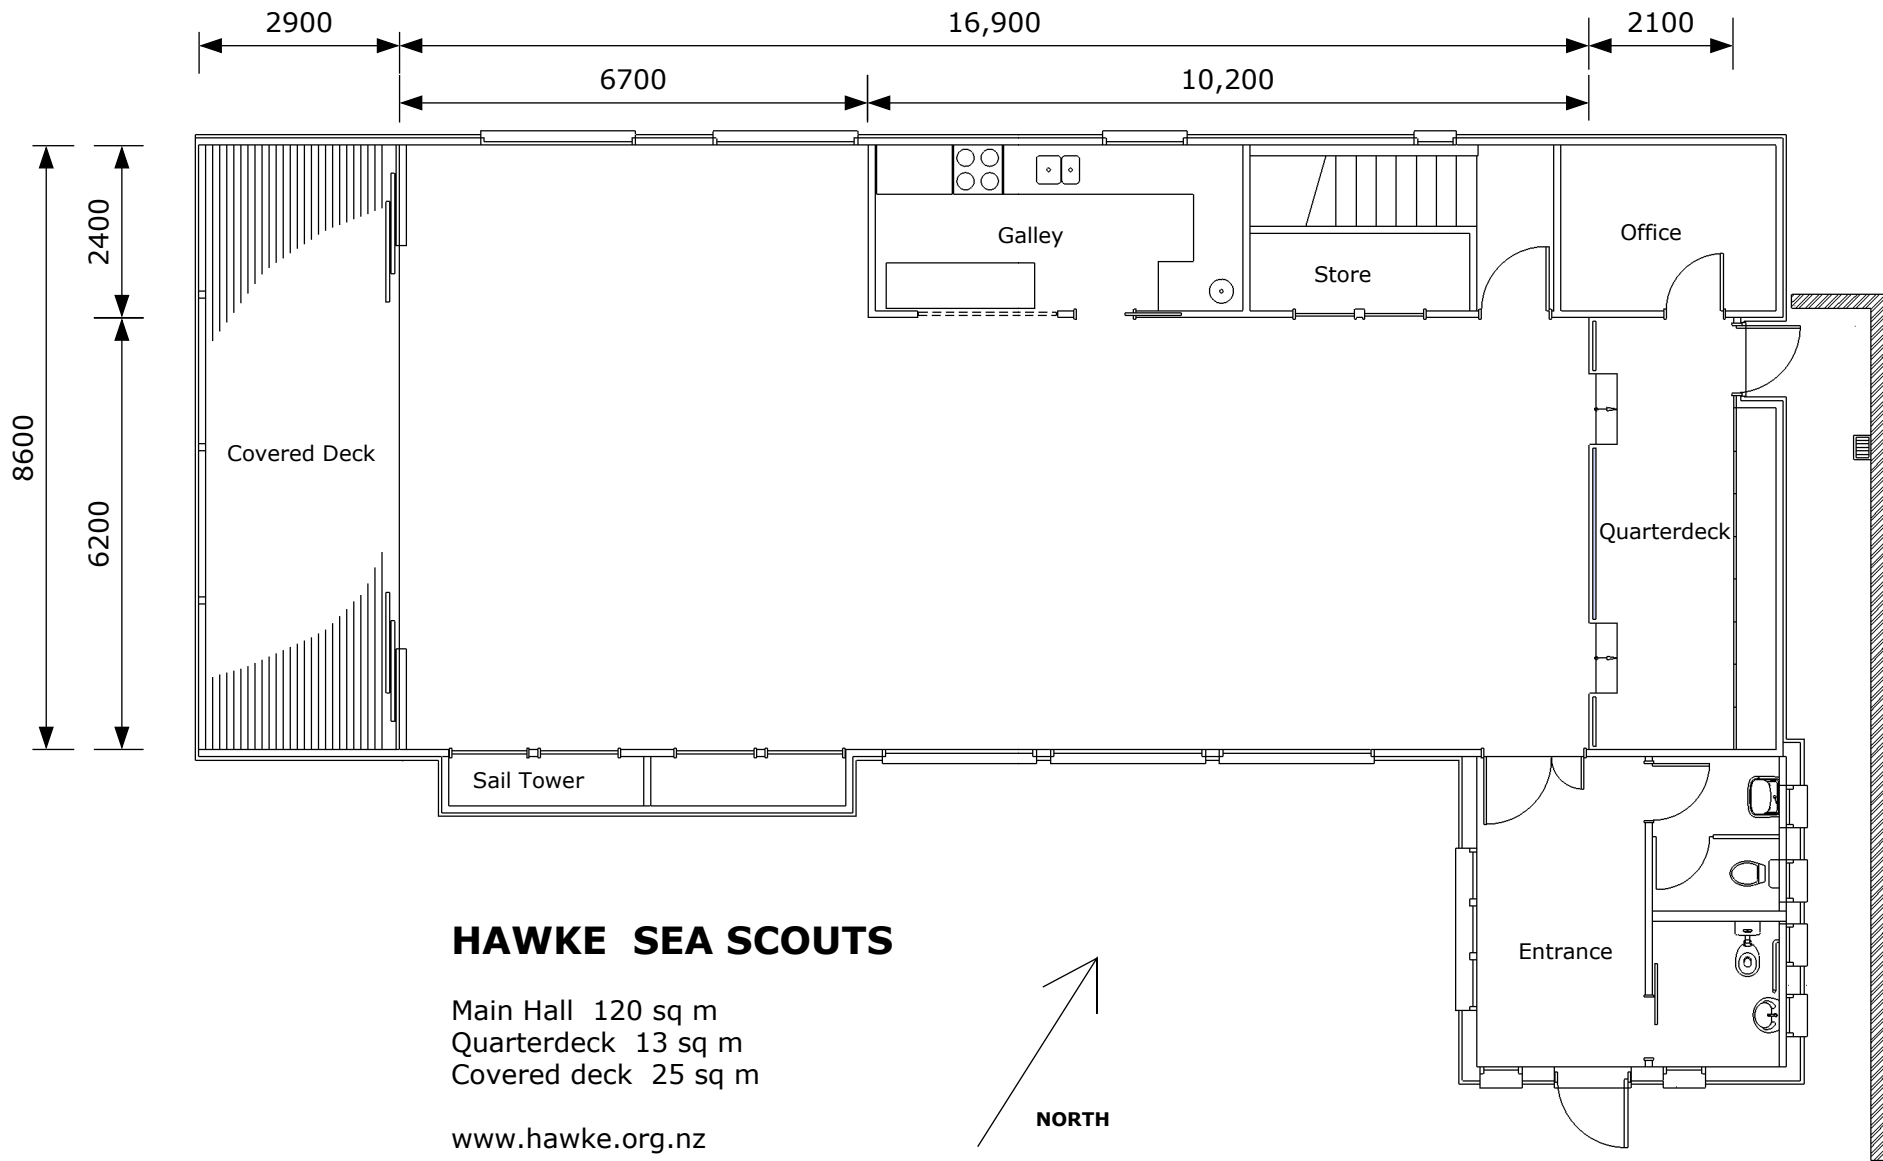 2900
16,900
2100
6700
10,200
2400
8600
6200
Galley
Store
Office
Covered Deck
Quarterdeck
Sail Tower
Entrance
HAWKE SEA SCOUTS
Main Hall 120 sq m
Quarterdeck 13 sq m
Covered deck 25 sq m
www.hawke.org.nz
NORTH